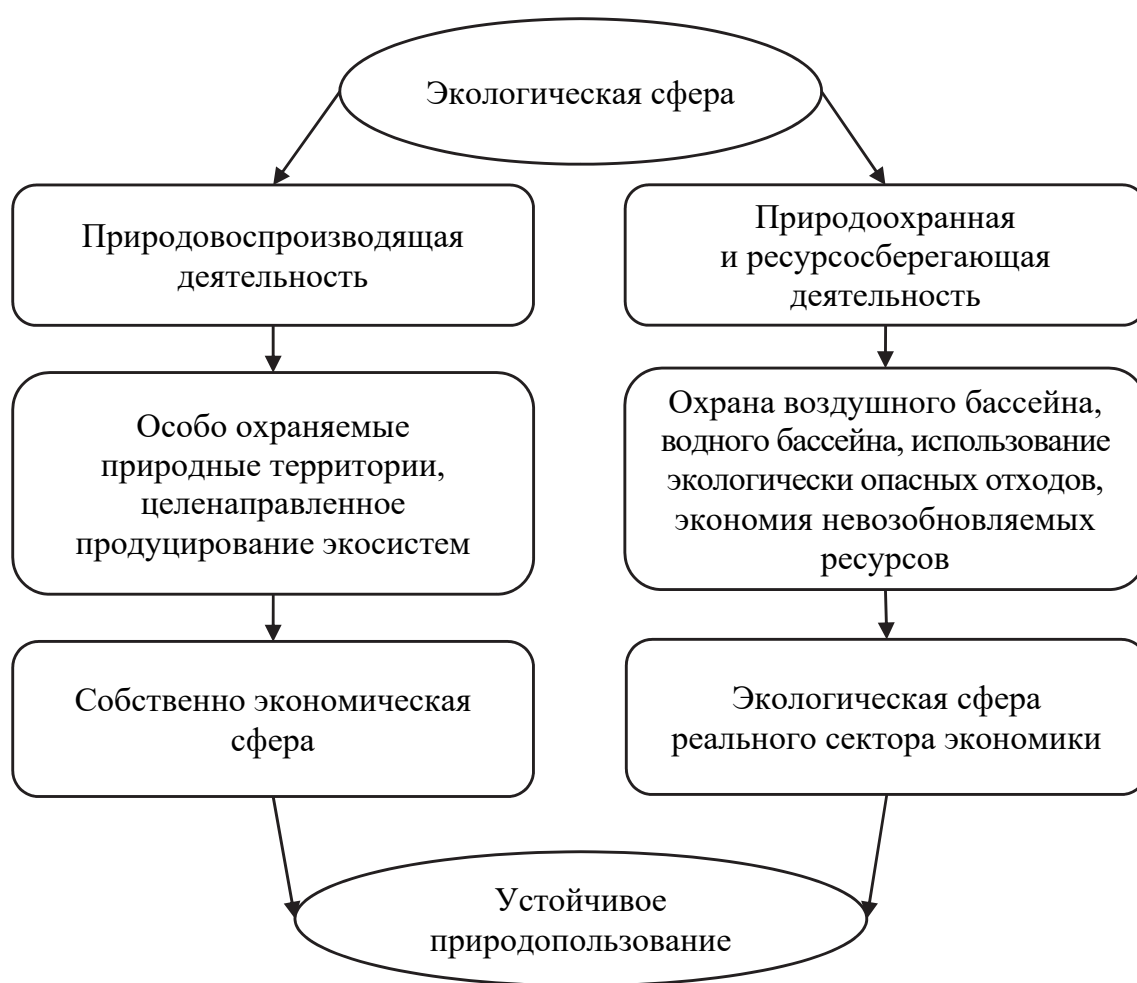 Экологическая сфера
Природовоспроизводящая
деятельность
Природоохранная
и ресурсосберегающая
деятельность
Особо охраняемые
природные территории,
целенаправленное
продуцирование экосистем
Охрана воздушного бассейна,
водного бассейна, использование
экологически опасных отходов,
экономия невозобновляемых
ресурсов
Собственно экономическая
сфера
Экологическая сфера
реального сектора экономики
Устойчивое
природопользование